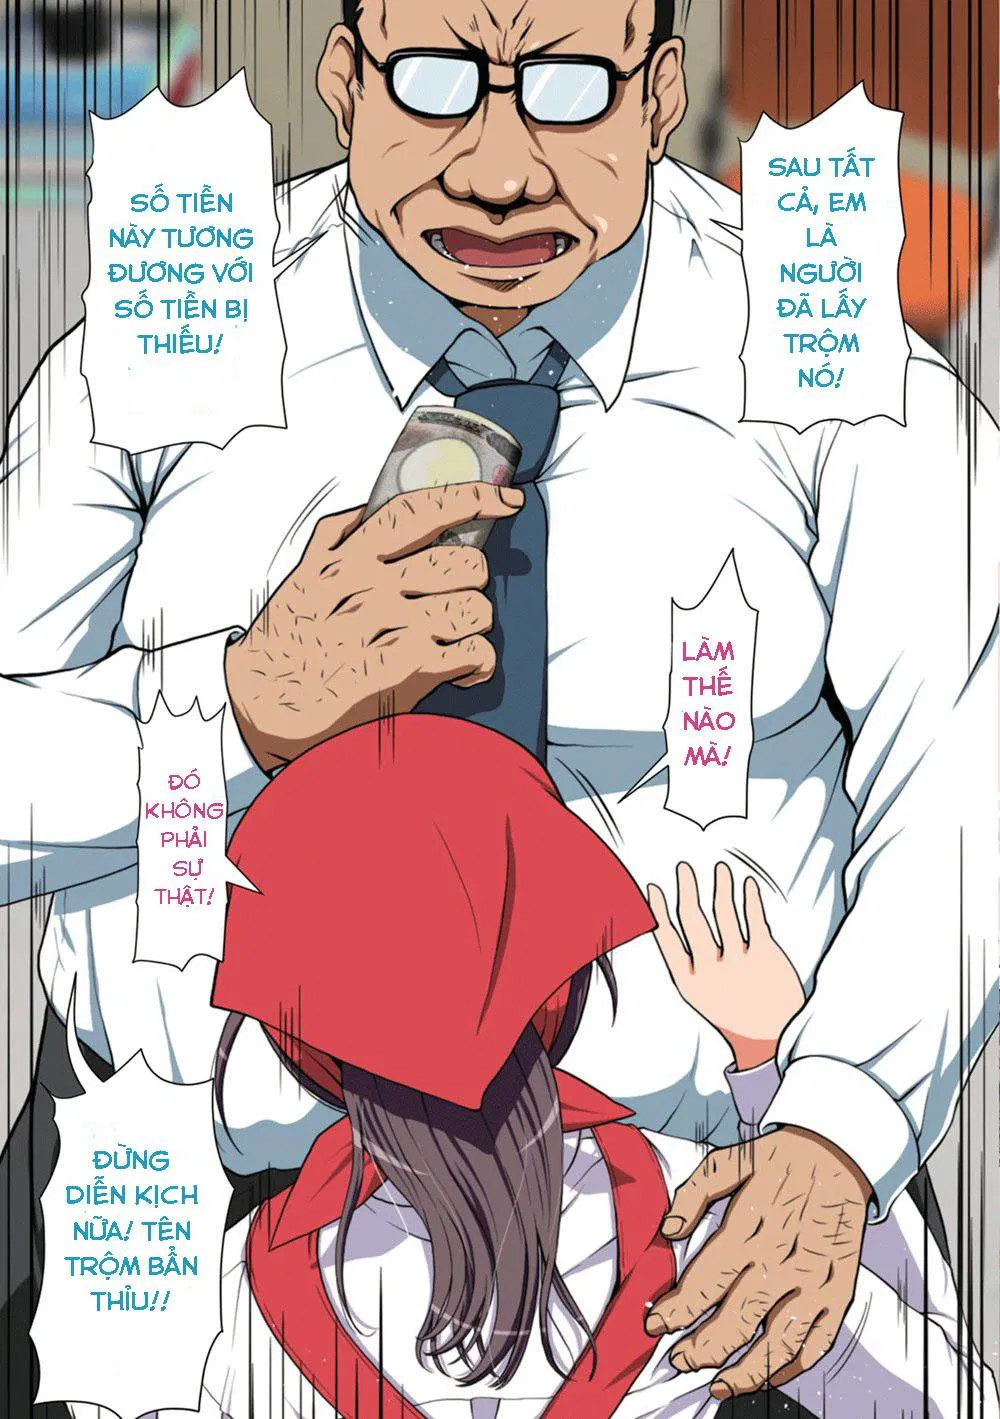 SỐ TIỀN
NÀY TƯƠNG
ĐƯƠNG VỚI
SỐ TIỀN BỊ
THIẾU!
SAU TẤT
CẢ, EM
LÀ
NGƯỜI
ĐÃ LẤY
TRỘM
NÓ!
LÀM
THẾ
NÀO
MÀ!
ĐÓ
KHÔNG
PHẢI
SỰ
THẬT!
ĐỪNG
DIỄN KỊCH
NỮA! TÊN
TRỘM BẨN
THỈU!!